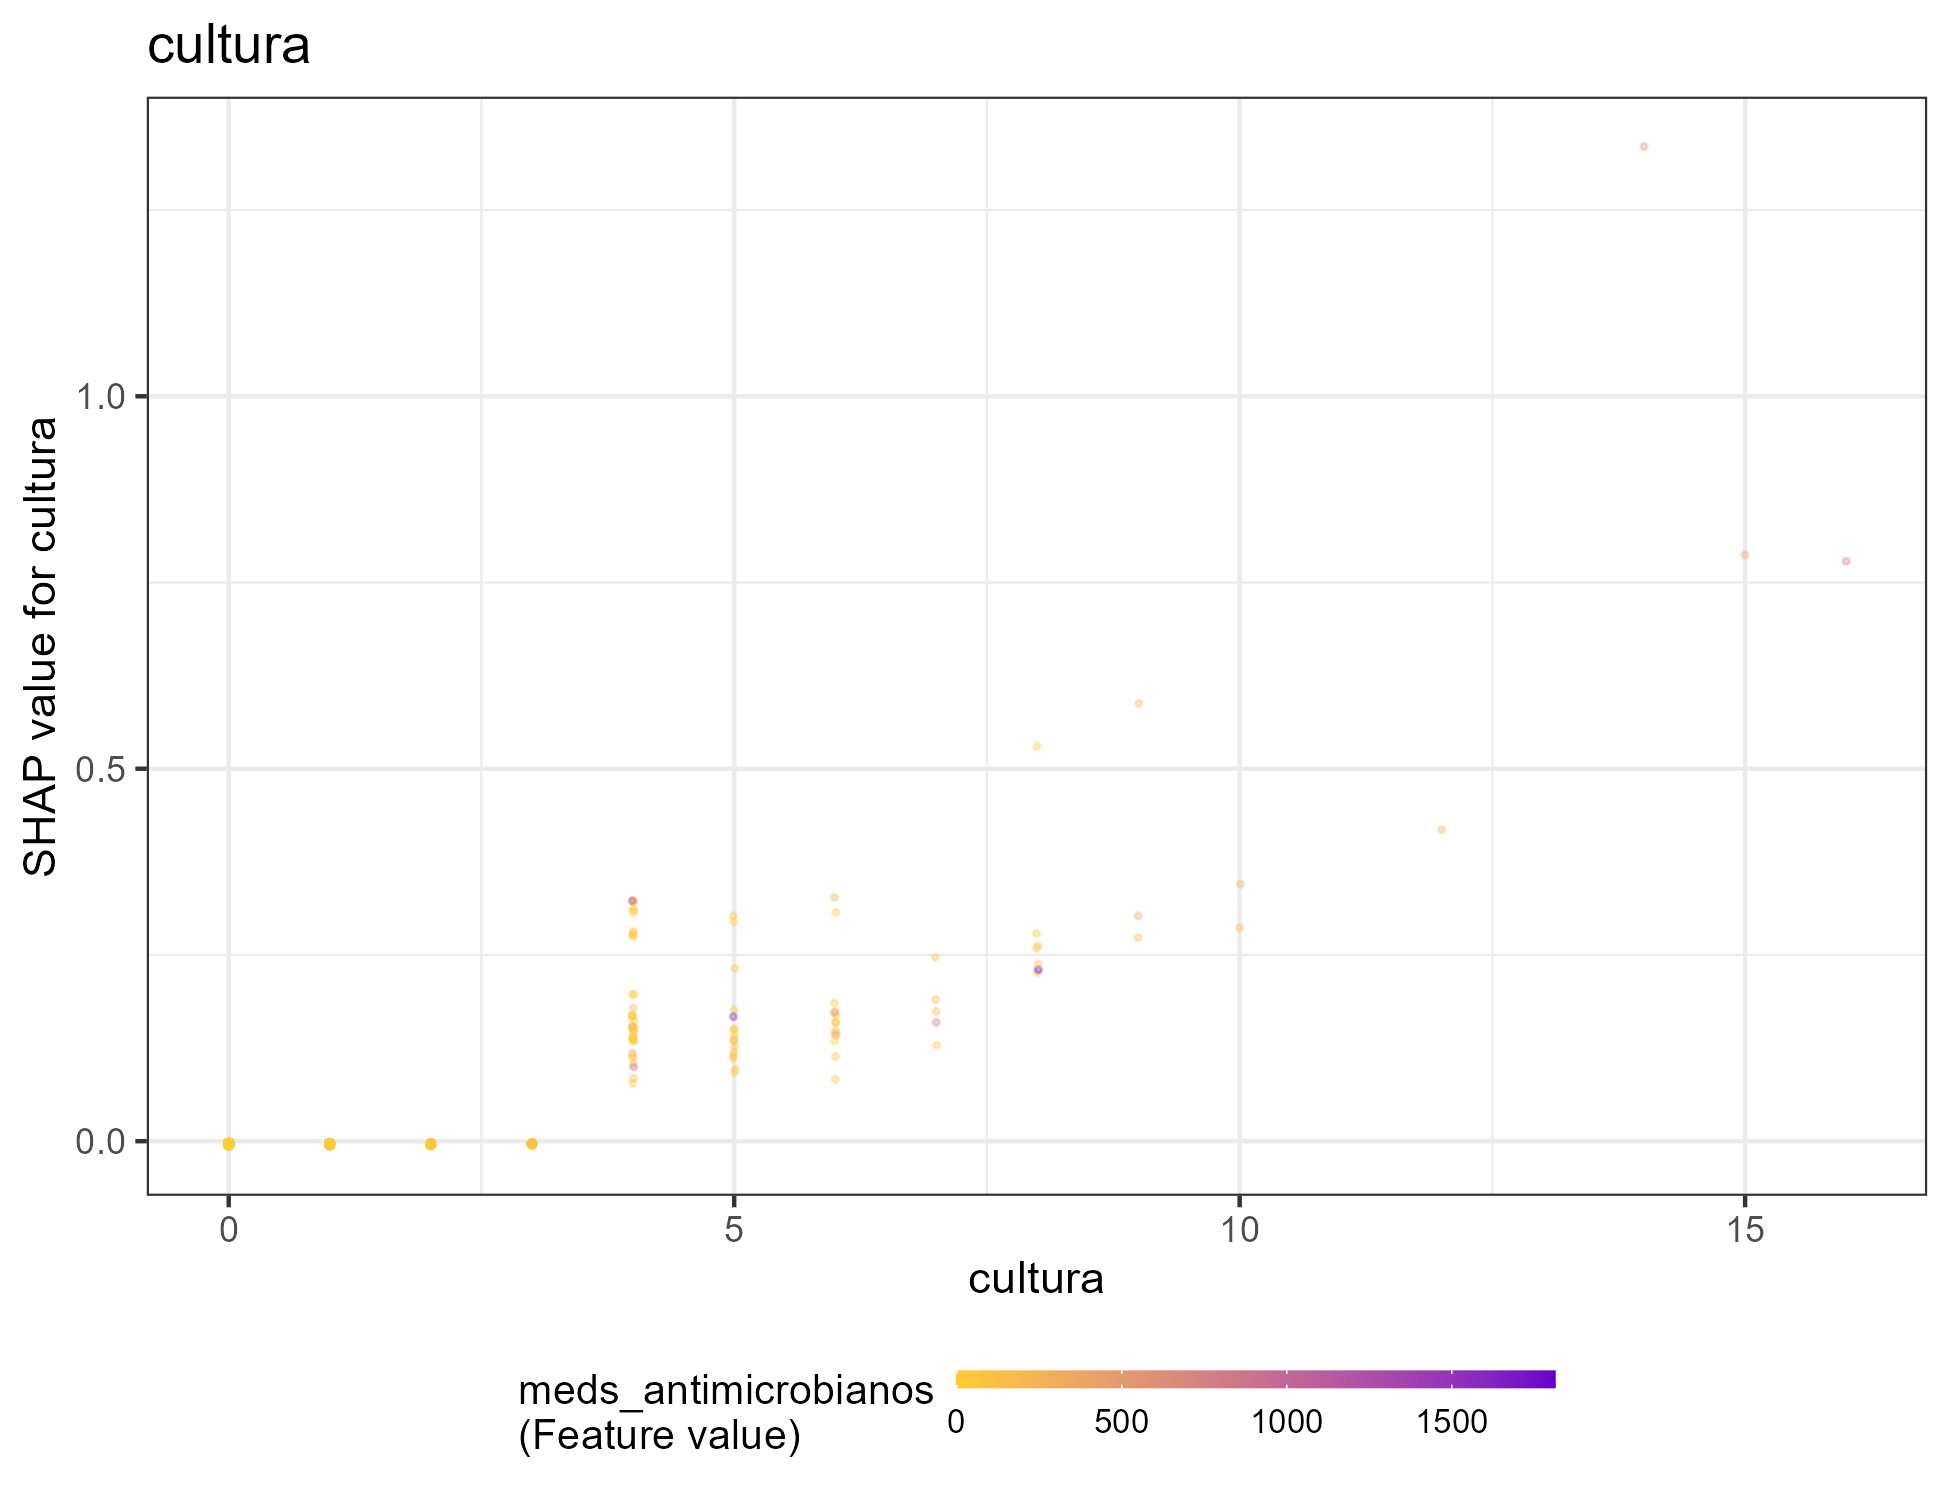 cultura
SHAP value for cultura
1.0
0.5
0.0
0 5 10 15
cultura
meds_antimicrobianos
(Feature value)
0 500 1000 1500